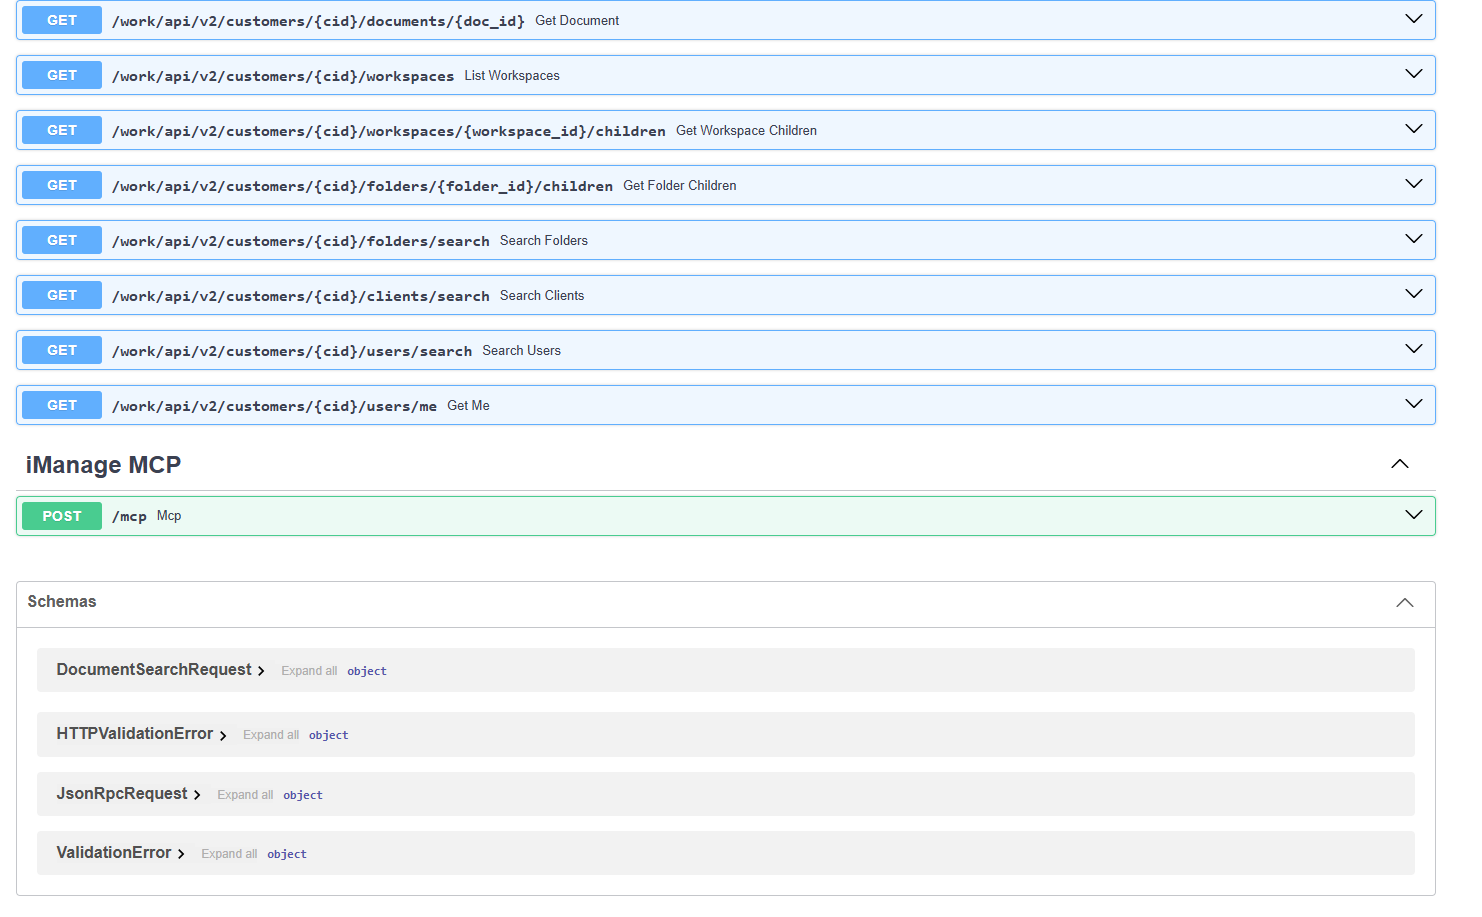 GET /work/api/v2/customers/{cid}/documents/{doc_id} Get Document
GET /work/api/v2/customers/{cid}/workspaces List Workspaces
GET /work/api/v2/customers/{cid}/workspaces/{workspace_id}/children Get Workspace Children
GET /work/api/v2/customers/{cid}/folders/{folder_id}/children Get Folder Children
GET /work/api/v2/customers/{cid}/folders/search Search Folders
GET /work/api/v2/customers/{cid}/clients/search Search Clients
GET /work/api/v2/customers/{cid}/users/search Search Users
GET /work/api/v2/customers/{cid}/users/me Get Me
iManage MCP
POST /mcp Mcp
Schemas
DocumentSearchRequest Expand all object
HTTPValidationError Expand all object
JsonRpcRequest Expand all object
ValidationError Expand all object